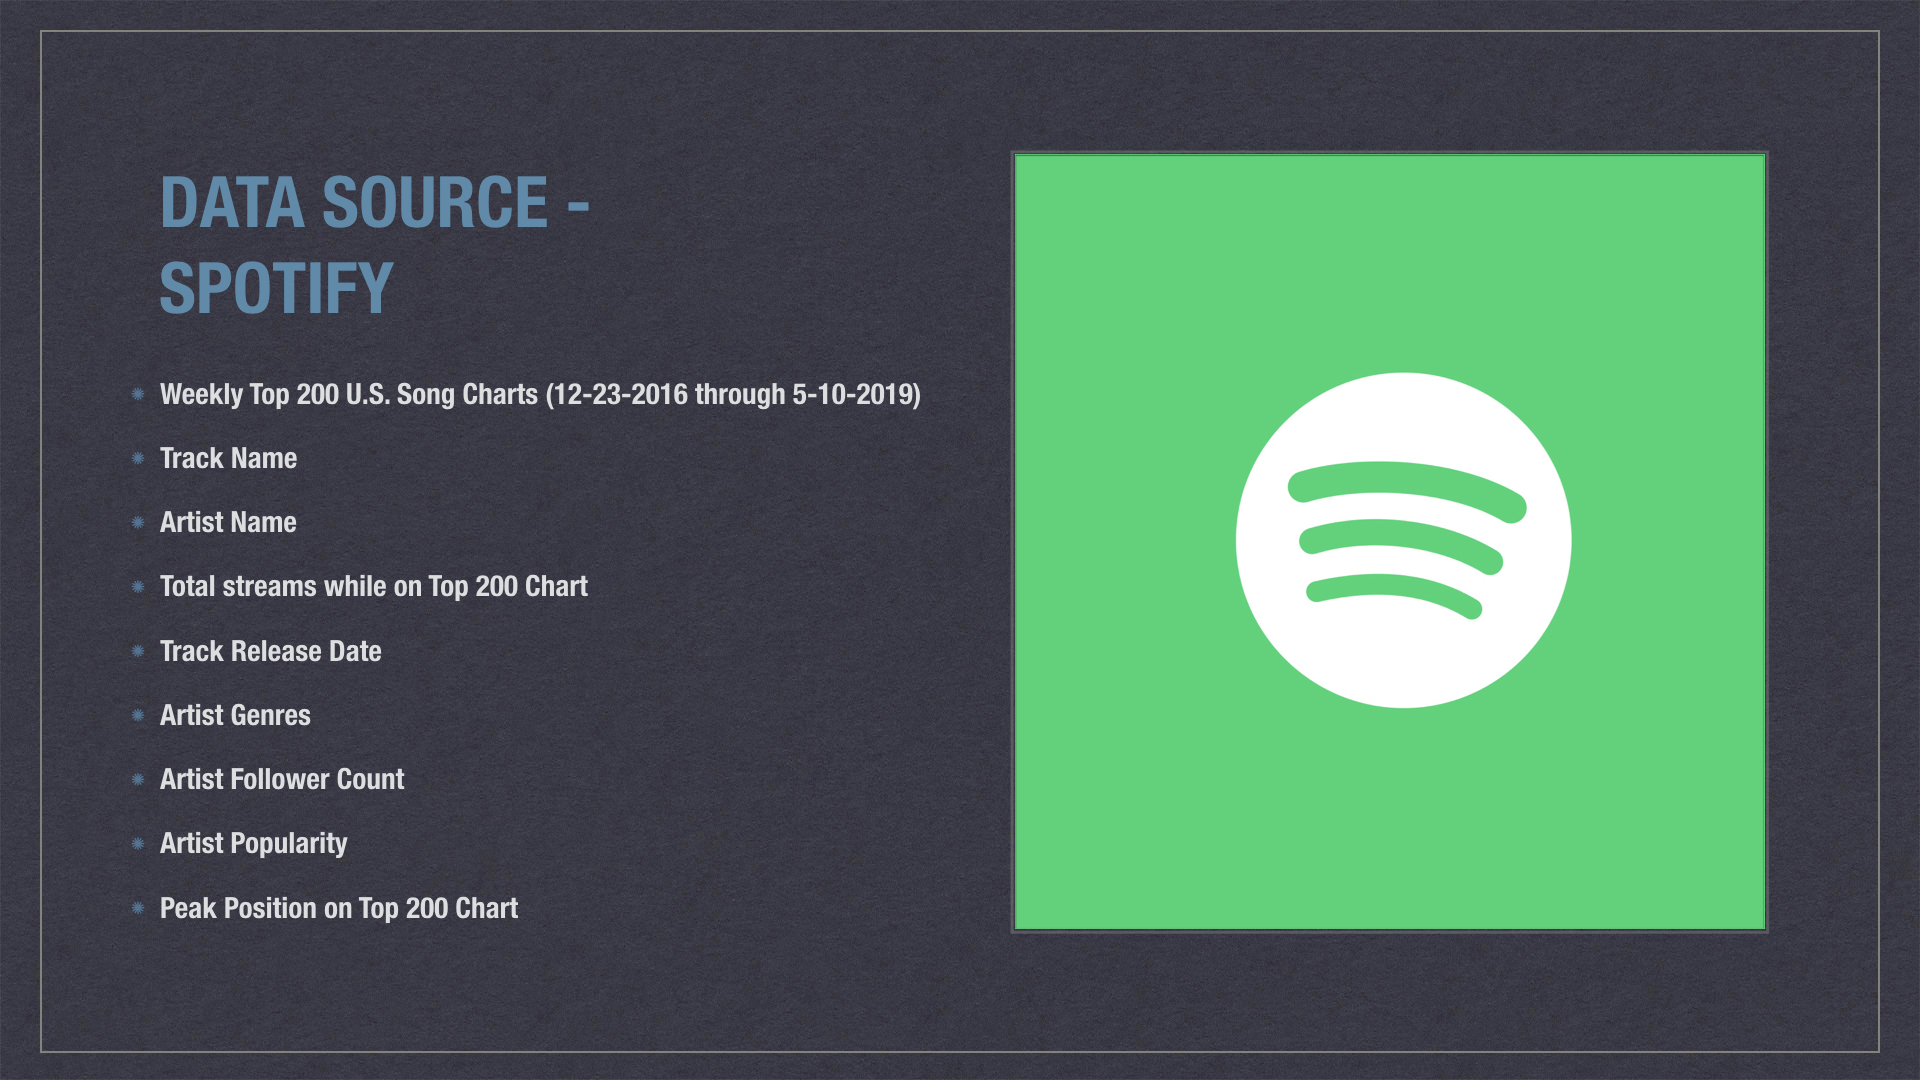 DATA SOURCE -
SPOTIFY
Weekly Top 200 U.S. Song Charts (12-23-2016 through 5-10-2019)
Track Name
Artist Name
Total streams while on Top 200 Chart
Track Release Date
Artist Genres
Artist Follower Count
Artist Popularity
Peak Position on Top 200 Chart